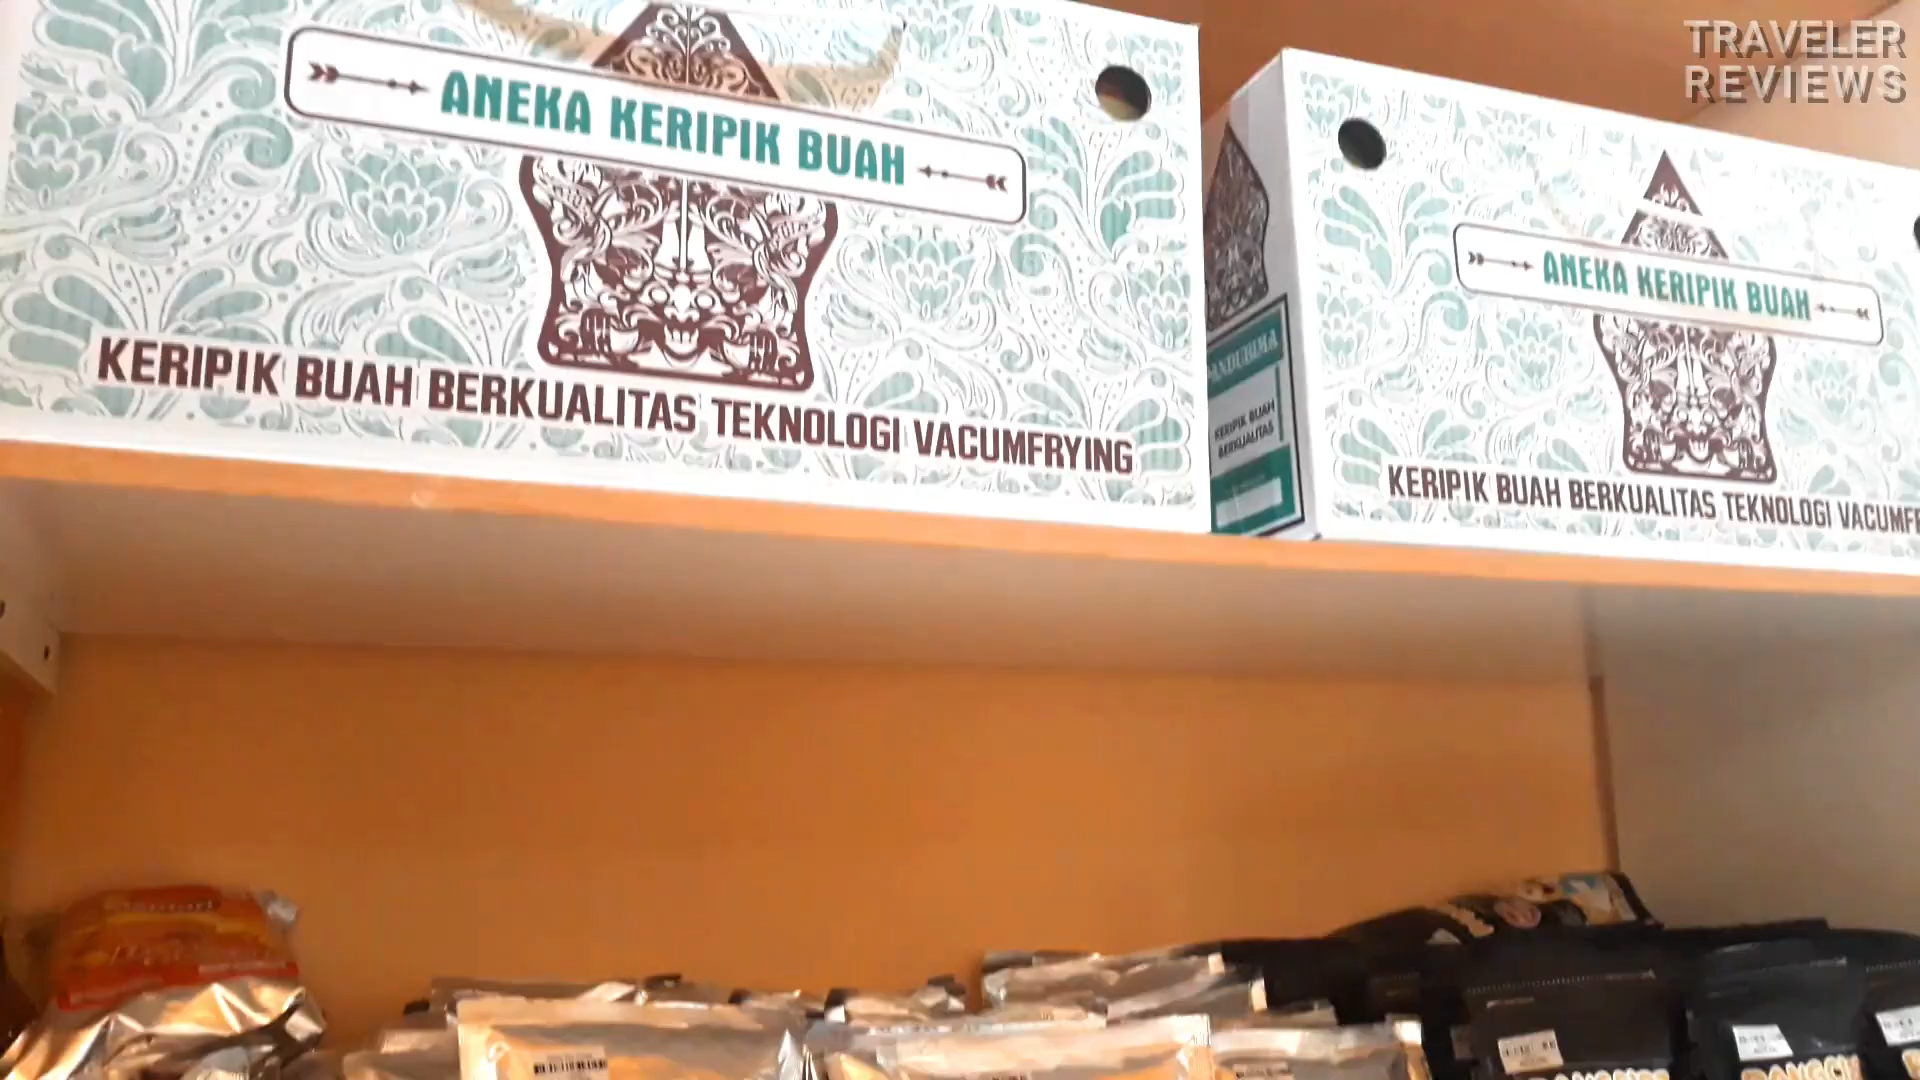 TRAVELER
REVIEWS
ANEKA KERIPIK BUAH
KERIPIK BUAH BERKUALITAS TEKNOLOGI VACUMFRYING
ANEKA KERIPIK BUAH
KERIPIK BUAH BERKUALITAS TEKNOLOGI VACUMFR
KERIPIK BUAH
BERKUALITAS